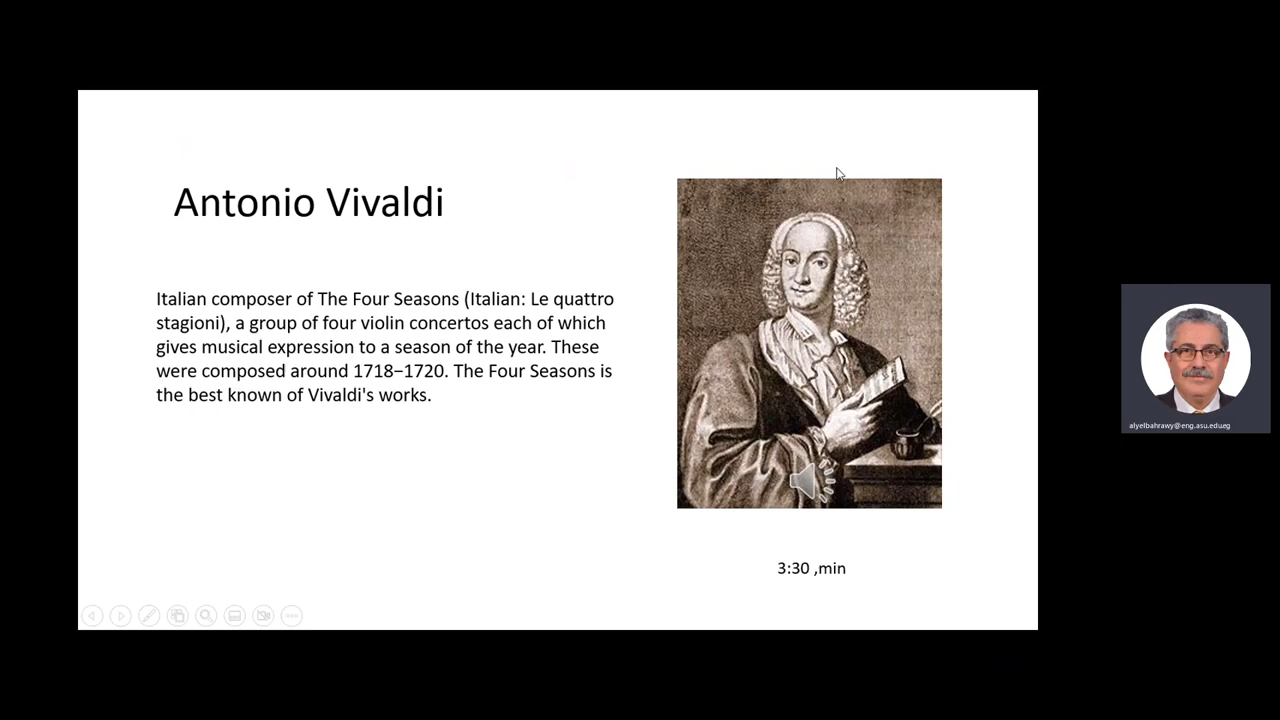 Antonio Vivaldi
Italian composer of The Four Seasons (Italian: Le quattro
stagioni), a group of four violin concertos each of which
gives musical expression to a season of the year. These
were composed around 1718−1720. The Four Seasons is
the best known of Vivaldi's works.
3:30 ,min
alyelbahrawy@eng.asu.edu.eg